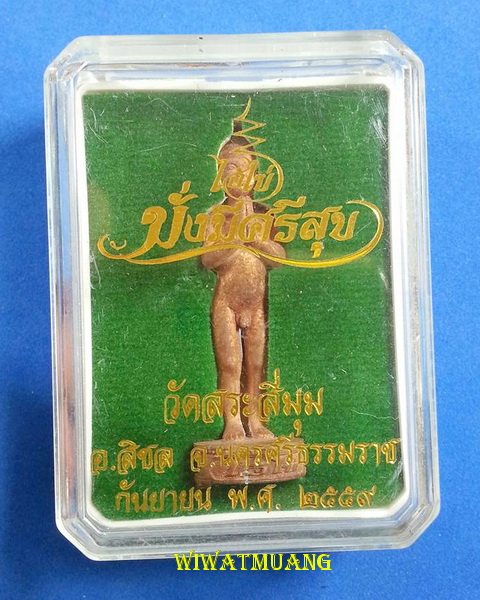 ไอ้ไข่
มั่งมีศรีสุข
วัดสระสี่มุม
อ.สิชล จ.นครศรีธรรมราช
กันยายน พ.ศ. ๒๕๕๙
WIWATMUANG